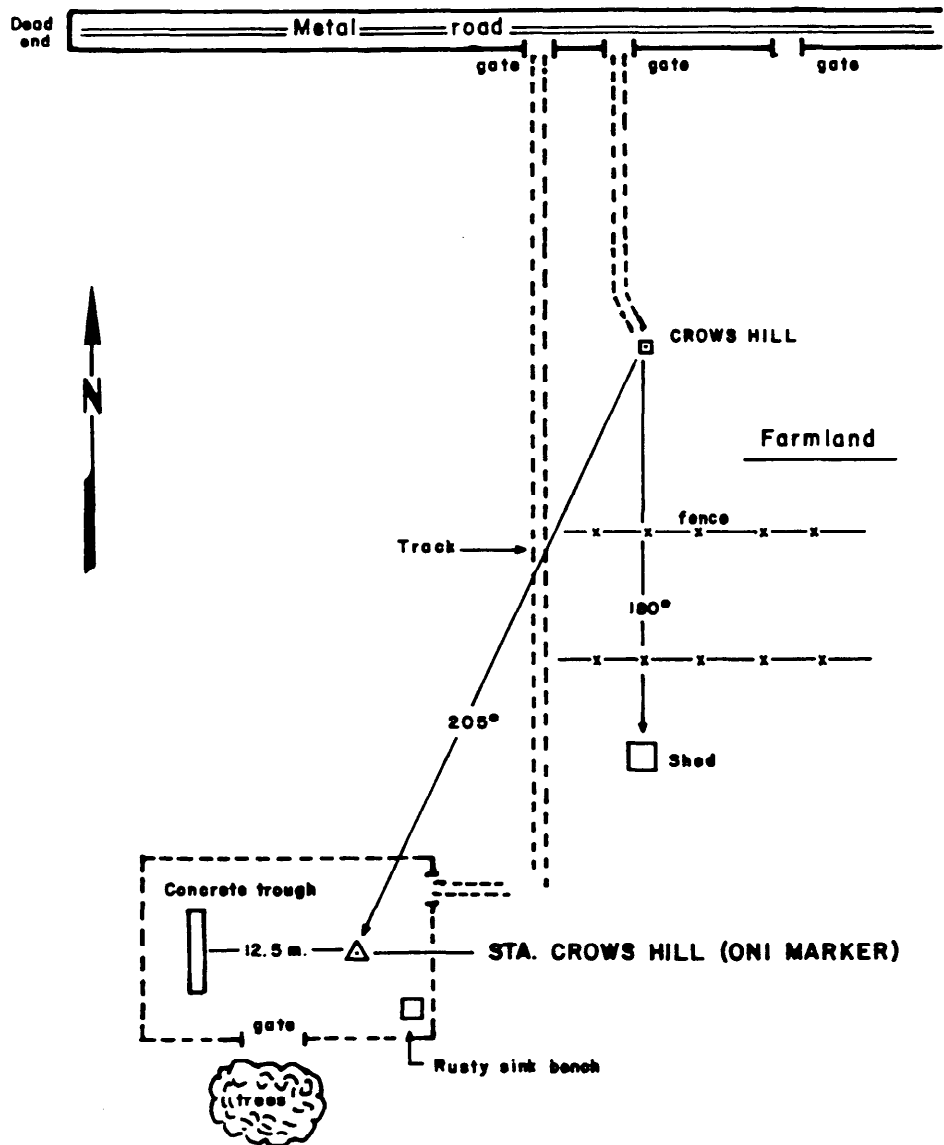 Dead
end
Metal road
gate gate gate
N
CROWS HILL
Farmland
fence
Track
180°
205°
Shed
Concrete trough
12.5 m.
STA. CROWS HILL (ONI MARKER)
gate
Rusty sink bench
trees